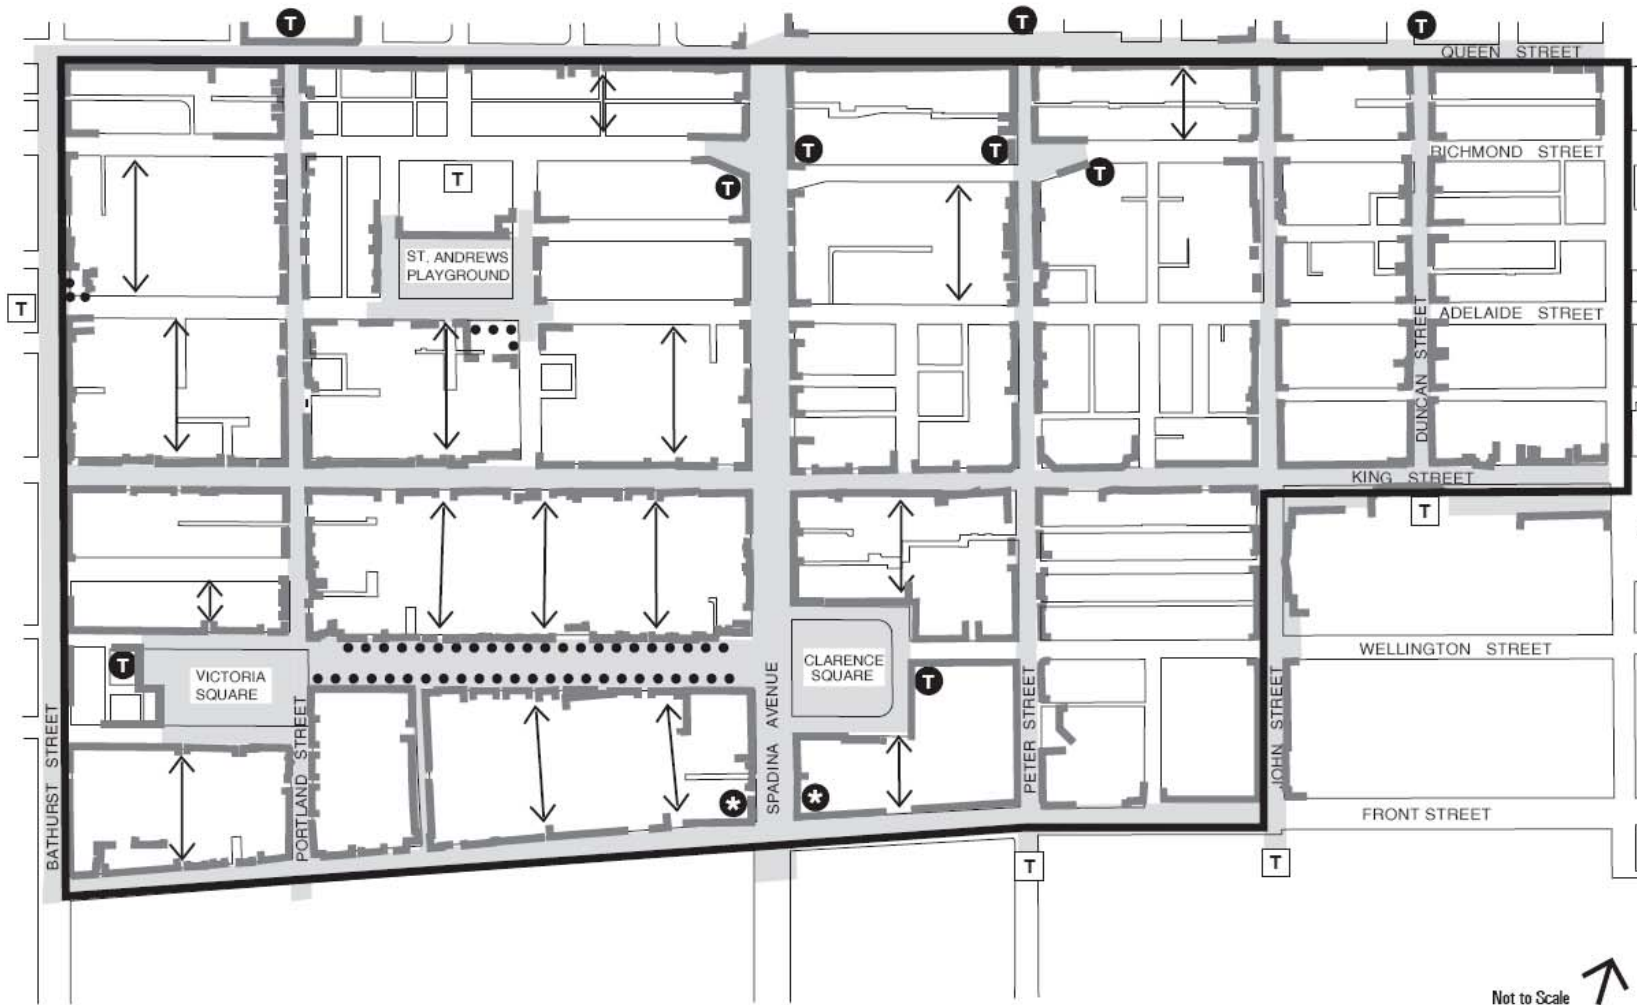 T
T
T
QUEEN STREET
T
T
RICHMOND STREET
T
T
T
ST. ANDREWS
PLAYGROUND
T
ADELAIDE STREET
DUNCAN STREET
KING STREET
T
WELLINGTON STREET
T
VICTORIA
SQUARE
CLARENCE
SQUARE
T
BATHURST STREET
PORTLAND STREET
SPADINA AVENUE
PETER STREET
JOHN STREET
*
*
FRONT STREET
T
T
Not to Scale